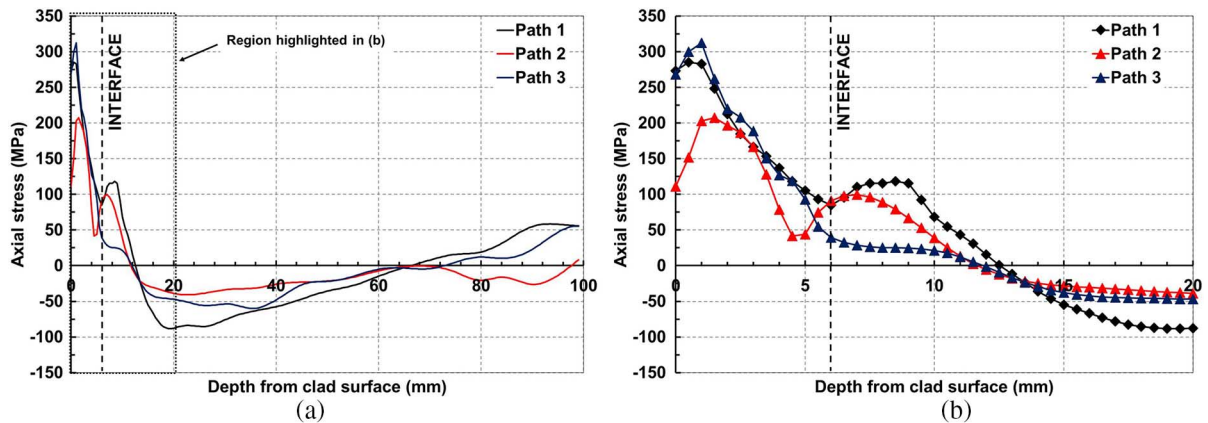 350
300
250
200
150
100
50
0
-50
-100
-150
Axial stress (MPa)
INTERFACE
Region highlighted in (b)
Path 1
Path 2
Path 3
0 20 40 60 80 100
Depth from clad surface (mm)
(a)
350
300
250
200
150
100
50
0
-50
-100
-150
Axial stress (MPa)
INTERFACE
Path 1
Path 2
Path 3
0 5 10 15 20
Depth from clad surface (mm)
(b)